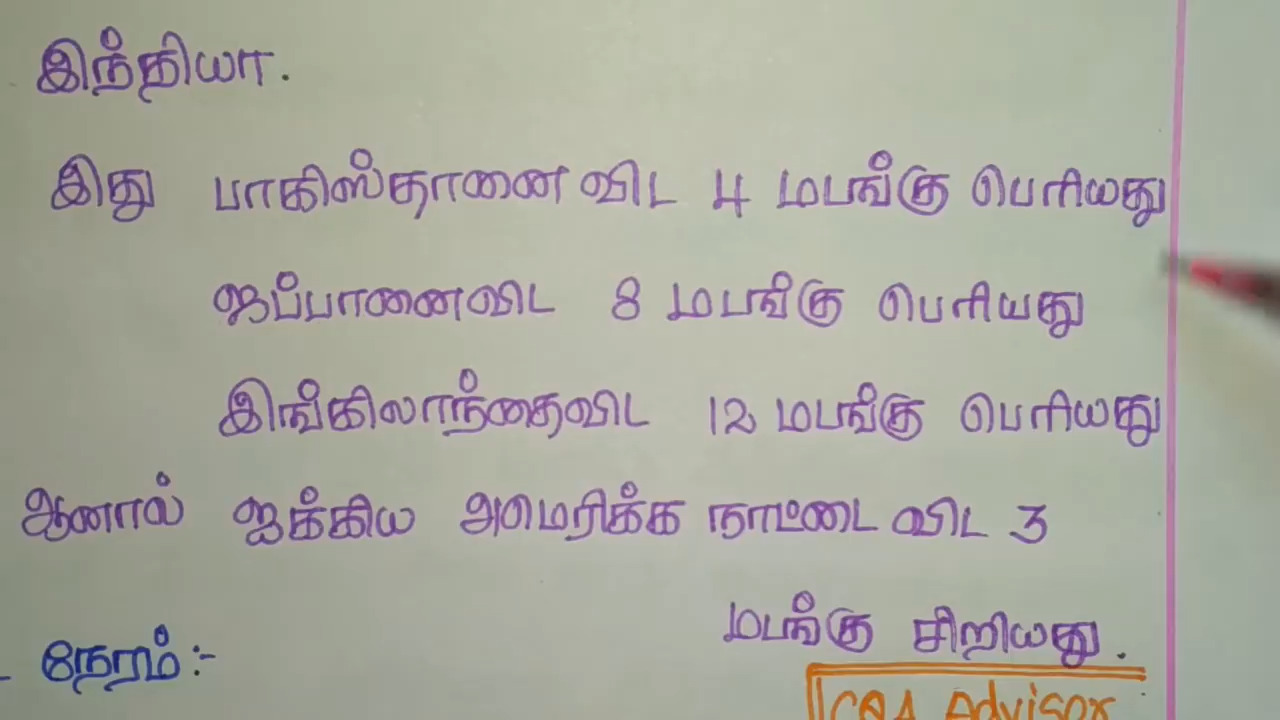 இந்தியா.
இது பாகிஸ்தானை விட 4 மடங்கு பெரியது
ஜப்பானைவிட 8 மடங்கு பெரியது
இங்கிலாந்தைவிட 12 மடங்கு பெரியது
ஆனால் ஐக்கிய அமெரிக்க நாட்டை விட 3
மடங்கு சிறியது.
நேரம் :-
Advisor